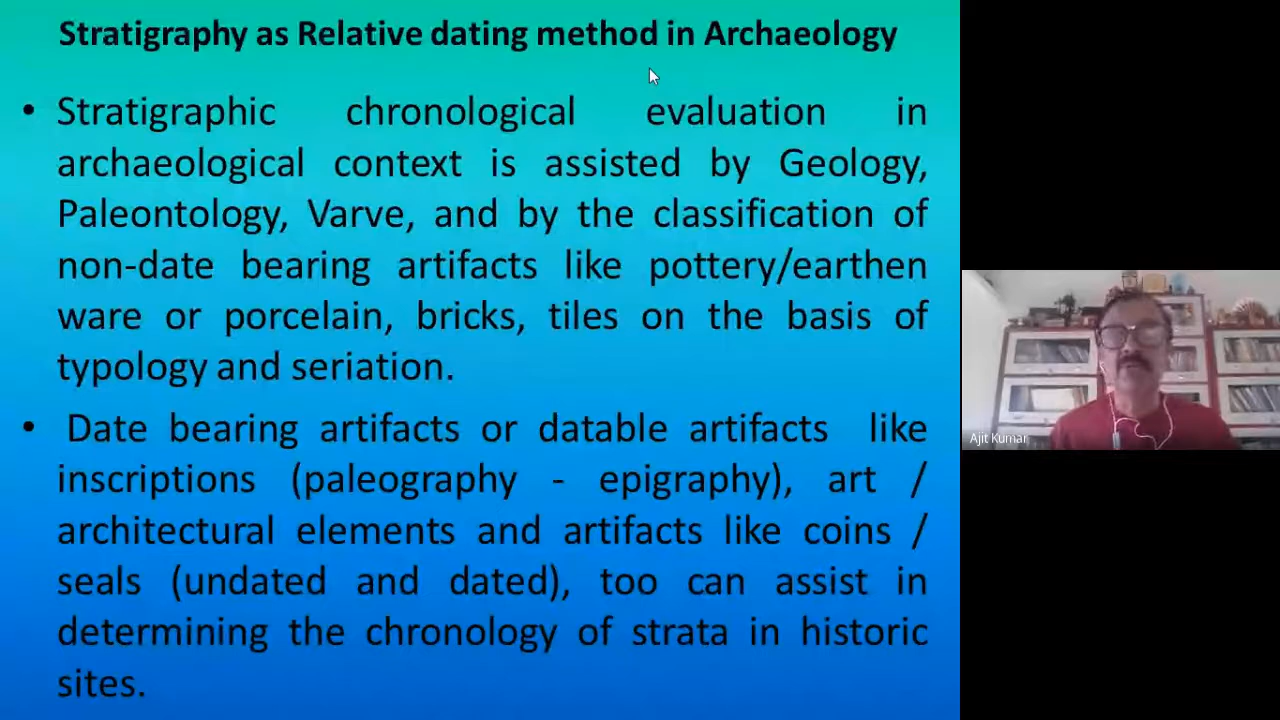 Stratigraphy as Relative dating method in Archaeology
• Stratigraphic chronological evaluation in
archaeological context is assisted by Geology,
Paleontology, Varve, and by the classification of
non-date bearing artifacts like pottery/earthen
ware or porcelain, bricks, tiles on the basis of
typology and seriation.
• Date bearing artifacts or datable artifacts like
inscriptions (paleography - epigraphy), art /
architectural elements and artifacts like coins /
seals (undated and dated), too can assist in
determining the chronology of strata in historic
sites.
Ajit Kumar